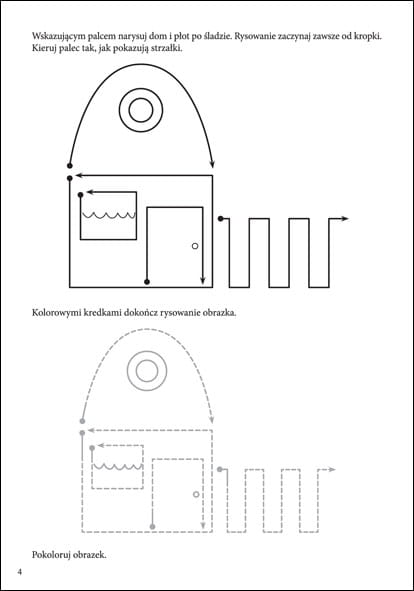 Wskazującym palcem narysuj dom i płot po śladzie. Rysowanie zaczynaj zawsze od kropki.
Kieruj palec tak, jak pokazują strzałki.
Kolorowymi kredkami dokończ rysowanie obrazka.
Pokoloruj obrazek.
4